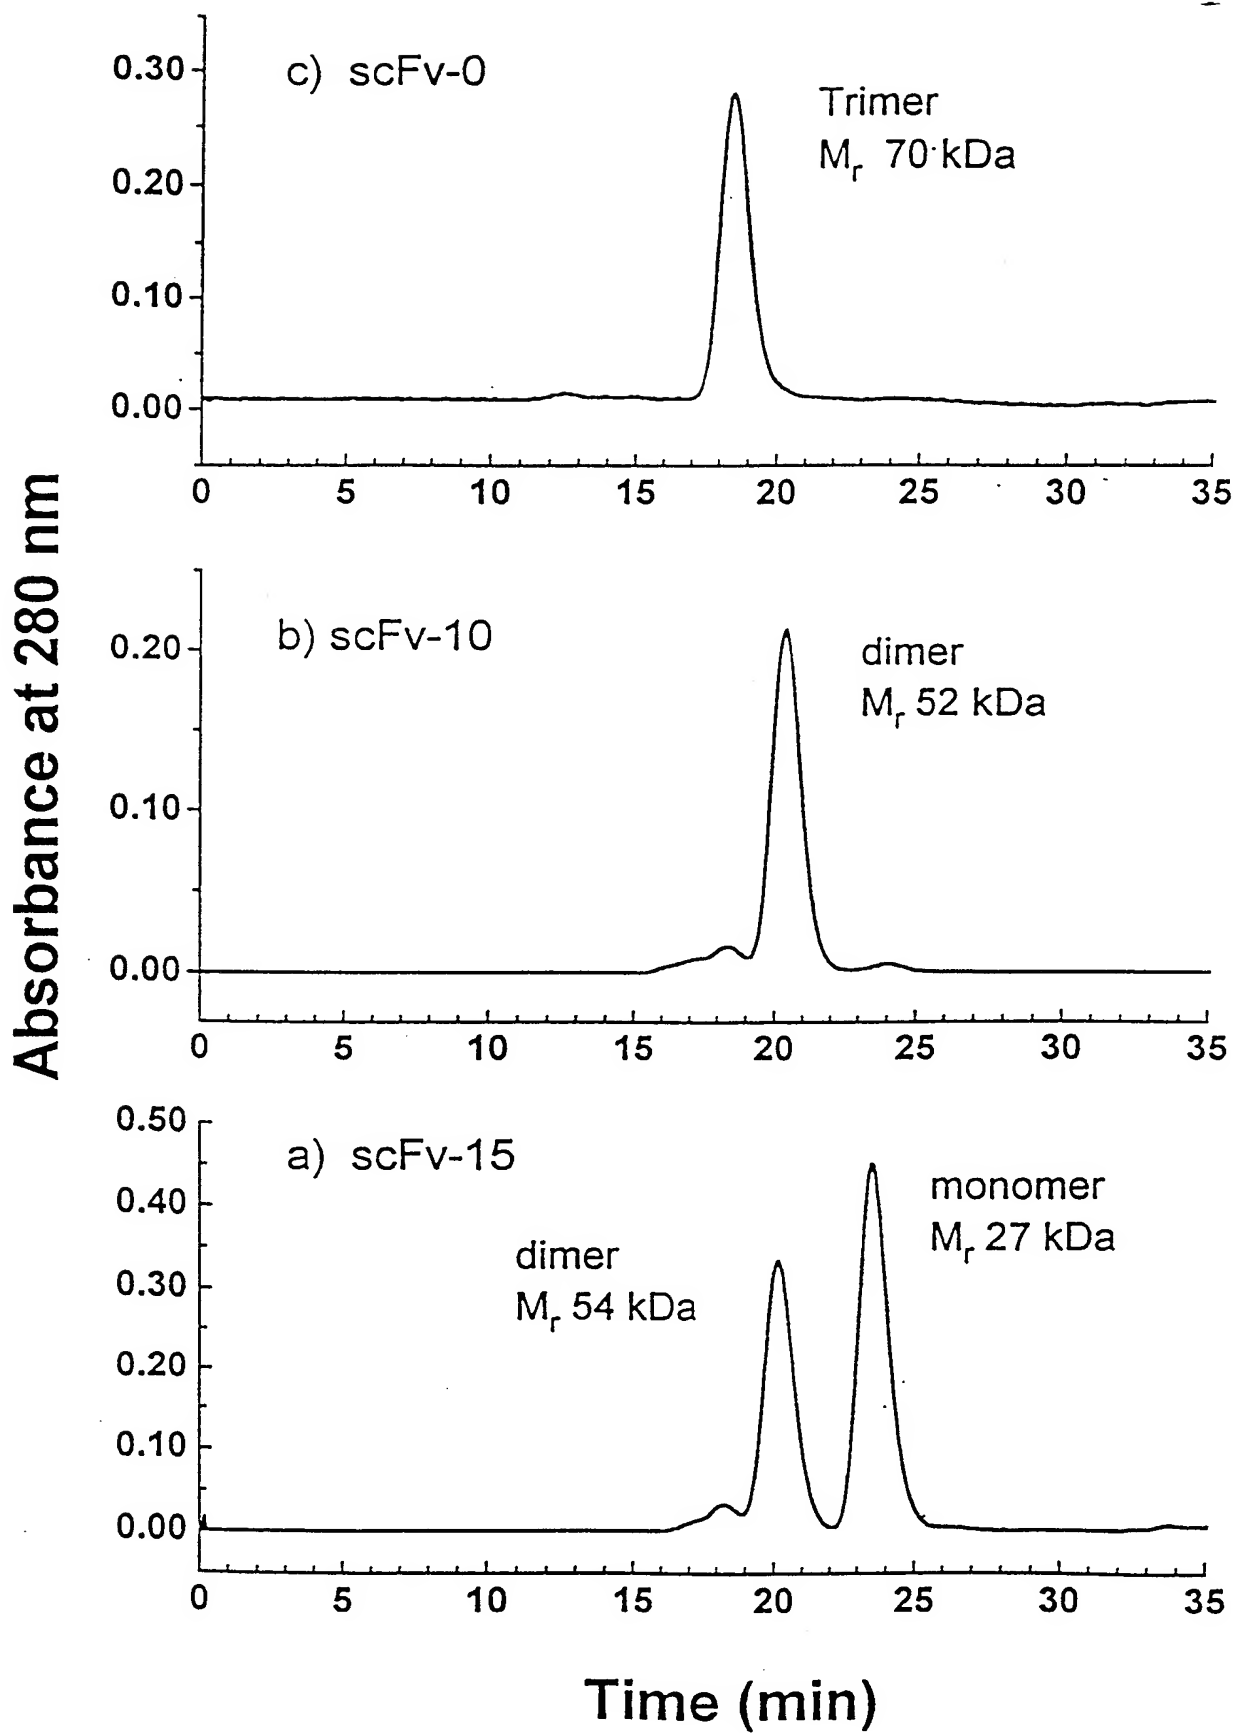 c) scFv-0
Trimer
Mr 70 kDa
0.30
0.20
0.10
0.00
0 5 10 15 20 25 30 35
Absorbance at 280 nm
b) scFv-10
dimer
Mr 52 kDa
0.20
0.10
0.00
0 5 10 15 20 25 30 35
a) scFv-15
monomer
Mr 27 kDa
dimer
Mr 54 kDa
0.50
0.40
0.30
0.20
0.10
0.00
0 5 10 15 20 25 30 35
Time (min)